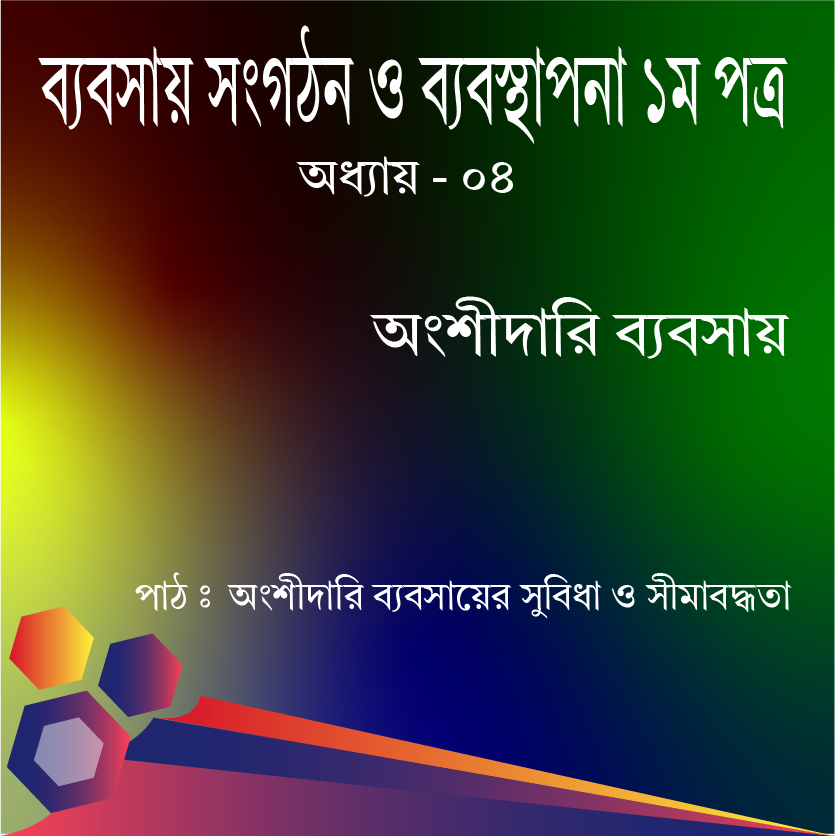 ব্যবসায় সংগঠন ও ব্যবস্থাপনা ১ম পত্র
অধ্যায় - ০৪
অংশীদারি ব্যবসায়
পাঠ ঃ অংশীদারি ব্যবসায়ের সুবিধা ও সীমাবদ্ধতা